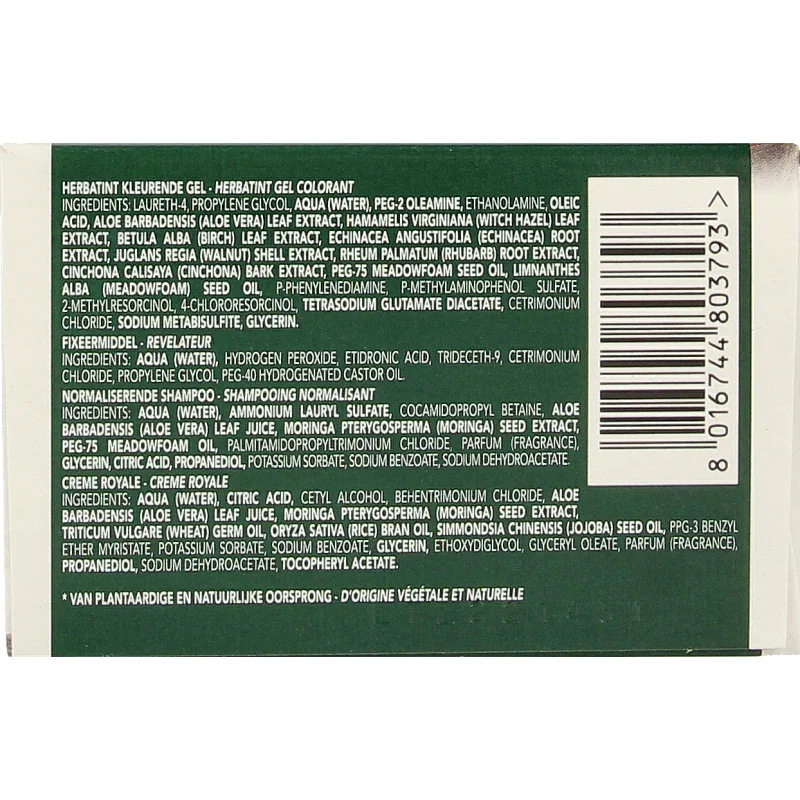 HERBATINT KLEURENDE GEL - HERBATINT GEL COLORANT
INGREDIENTS: LAURETH-4, PROPYLENE GLYCOL, AQUA (WATER), PEG-2 OLEAMINE, ETHANOLAMINE, OLEIC
ACID, ALOE BARBADENSIS (ALOE VERA) LEAF EXTRACT, HAMAMELIS VIRGINIANA (WITCH HAZEL) LEAF
EXTRACT, BETULA ALBA (BIRCH) LEAF EXTRACT, ECHINACEA ANGUSTIFOLIA (ECHINACEA) ROOT
EXTRACT, JUGLANS REGIA (WALNUT) SHELL EXTRACT, RHEUM PALMATUM (RHUBARB) ROOT EXTRACT,
CINCHONA CALISAYA (CINCHONA) BARK EXTRACT, PEG-75 MEADOWFOAM SEED OIL, LIMNANTHES
ALBA (MEADOWFOAM) SEED OIL, P-PHENYLENEDIAMINE, P-METHYLAMINOPHENOL SULFATE,
2-METHYLRESORCINOL, 4-CHLORORESORCINOL, TETRASODIUM GLUTAMATE DIACETATE, CETRIMONIUM
CHLORIDE, SODIUM METABISULFITE, GLYCERIN.
FIXEERMIDDEL - REVELATEUR
INGREDIENTS: AQUA (WATER), HYDROGEN PEROXIDE, ETIDRONIC ACID, TRIDECETH-9, CETRIMONIUM
CHLORIDE, PROPYLENE GLYCOL, PEG-40 HYDROGENATED CASTOR OIL.
NORMALISERENDE SHAMPOO - SHAMPOOING NORMALISANT
INGREDIENTS: AQUA (WATER), AMMONIUM LAURYL SULFATE, COCAMIDOPROPYL BETAINE, ALOE
BARBADENSIS (ALOE VERA) LEAF JUICE, MORINGA PTERYGOSPERMA (MORINGA) SEED EXTRACT,
PEG-75 MEADOWFOAM OIL, PALMITAMIDOPROPYLTRIMONIUM CHLORIDE, PARFUM (FRAGRANCE),
GLYCERIN, CITRIC ACID, PROPANEDIOL, POTASSIUM SORBATE, SODIUM BENZOATE, SODIUM DEHYDROACETATE.
CREME ROYALE - CREME ROYALE
INGREDIENTS: AQUA (WATER), CITRIC ACID, CETYL ALCOHOL, BEHENTRIMONIUM CHLORIDE, ALOE
BARBADENSIS (ALOE VERA) LEAF JUICE, MORINGA PTERYGOSPERMA (MORINGA) SEED EXTRACT,
TRITICUM VULGARE (WHEAT) GERM OIL, ORYZA SATIVA (RICE) BRAN OIL, SIMMONDSIA CHINENSIS (JOJOBA) SEED OIL, PPG-3 BENZYL
ETHER MYRISTATE, POTASSIUM SORBATE, SODIUM BENZOATE, GLYCERIN, ETHOXYDIGLYCOL, GLYCERYL OLEATE, PARFUM (FRAGRANCE),
PROPANEDIOL, SODIUM DEHYDROACETATE, TOCOPHERYL ACETATE.
* VAN PLANTAARDIGE EN NATUURLIJKE OORSPRONG - D'ORIGINE VÉGÉTALE ET NATURELLE
8 016744 803793 >